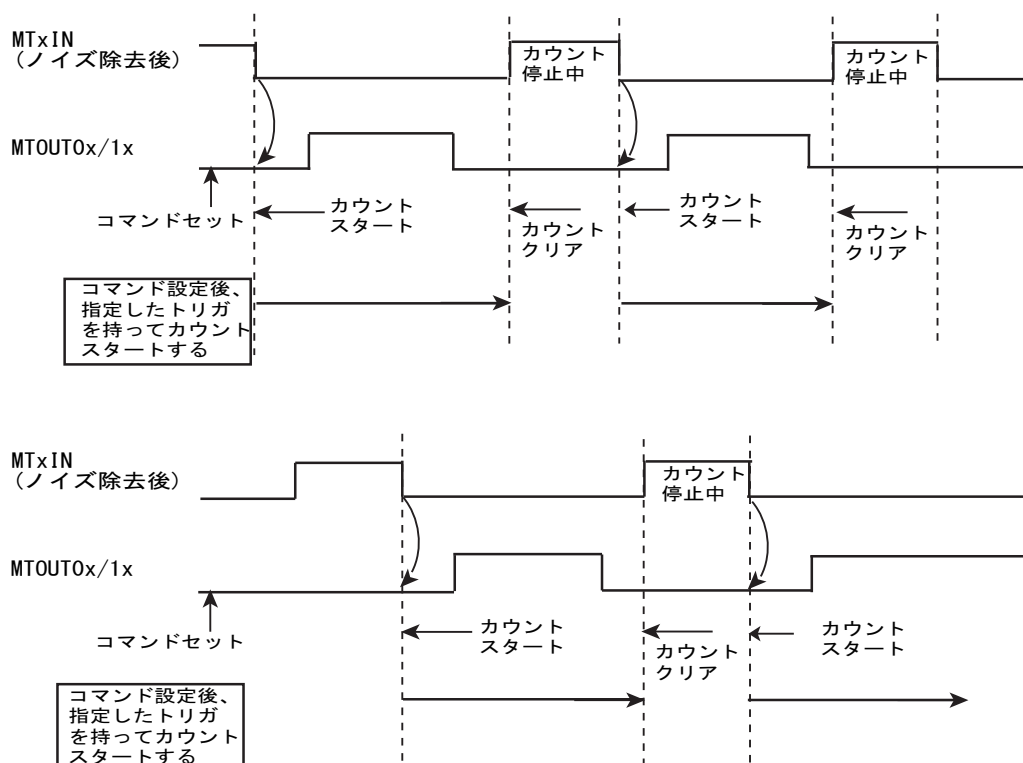 MTxIN
(ノイズ除去後)
カウント
停止中
カウント
停止中
MTOUT0x/1x
コマンドセット
カウント
スタート
カウント
クリア
カウント
スタート
カウント
クリア
コマンド設定後、
指定したトリガ
を持ってカウント
スタートする
MTxIN
(ノイズ除去後)
カウント
停止中
MTOUT0x/1x
コマンドセット
カウント
スタート
カウント
クリア
カウント
スタート
コマンド設定後、
指定したトリガ
を持ってカウント
スタートする